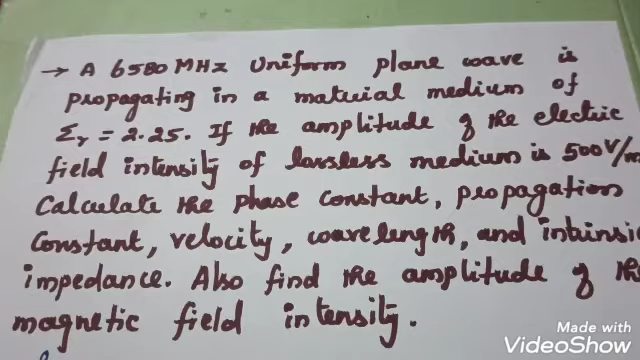 → A 6580 MHz Uniform plane wave is
propagating in a material medium of
Σr = 2.25. If the amplitude of the electric
field intensity of lossless medium is 500V/m
Calculate the phase constant, propagation
Constant, velocity, wavelength, and intrinsic
impedance. Also find the amplitude of the
magnetic field intensity.
Made with
VideoShow